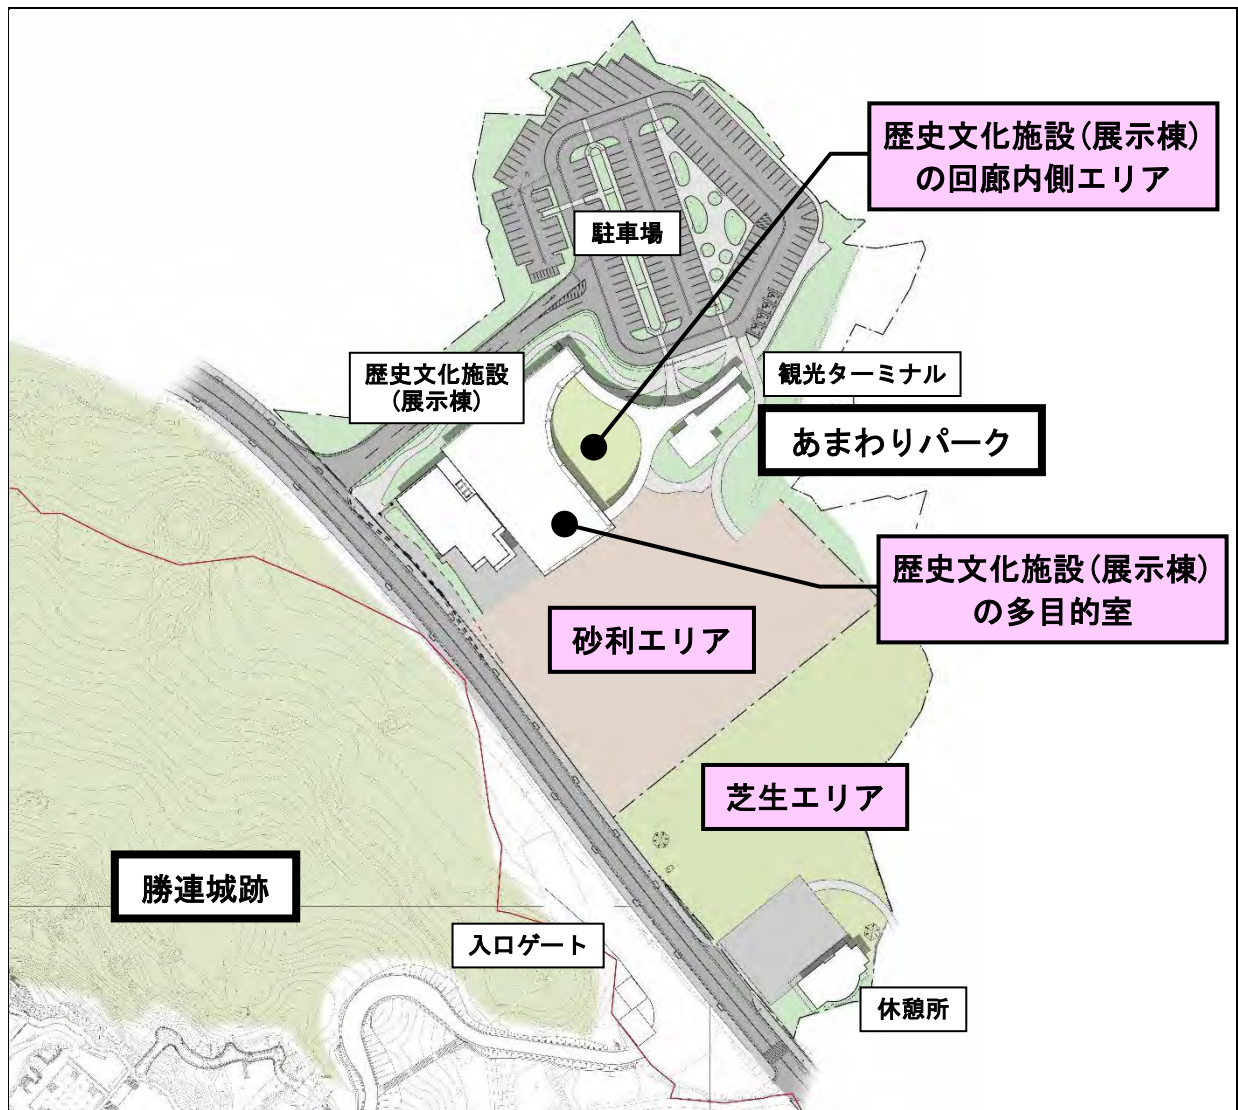 歴史文化施設(展示棟)
の回廊内側エリア
駐車場
歴史文化施設
(展示棟)
観光ターミナル
あまわりパーク
歴史文化施設(展示棟)
の多目的室
砂利エリア
芝生エリア
勝連城跡
入口ゲート
休憩所